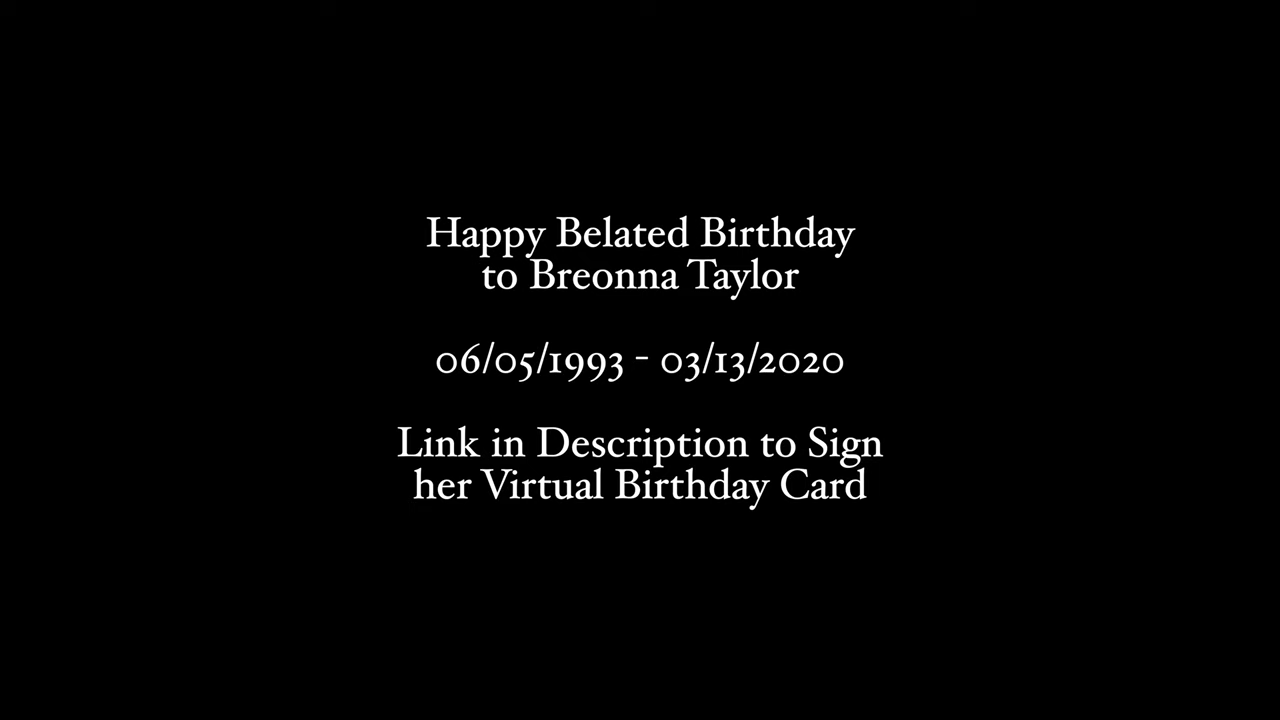 Happy Belated Birthday
to Breonna Taylor
06/05/1993 - 03/13/2020
Link in Description to Sign
her Virtual Birthday Card